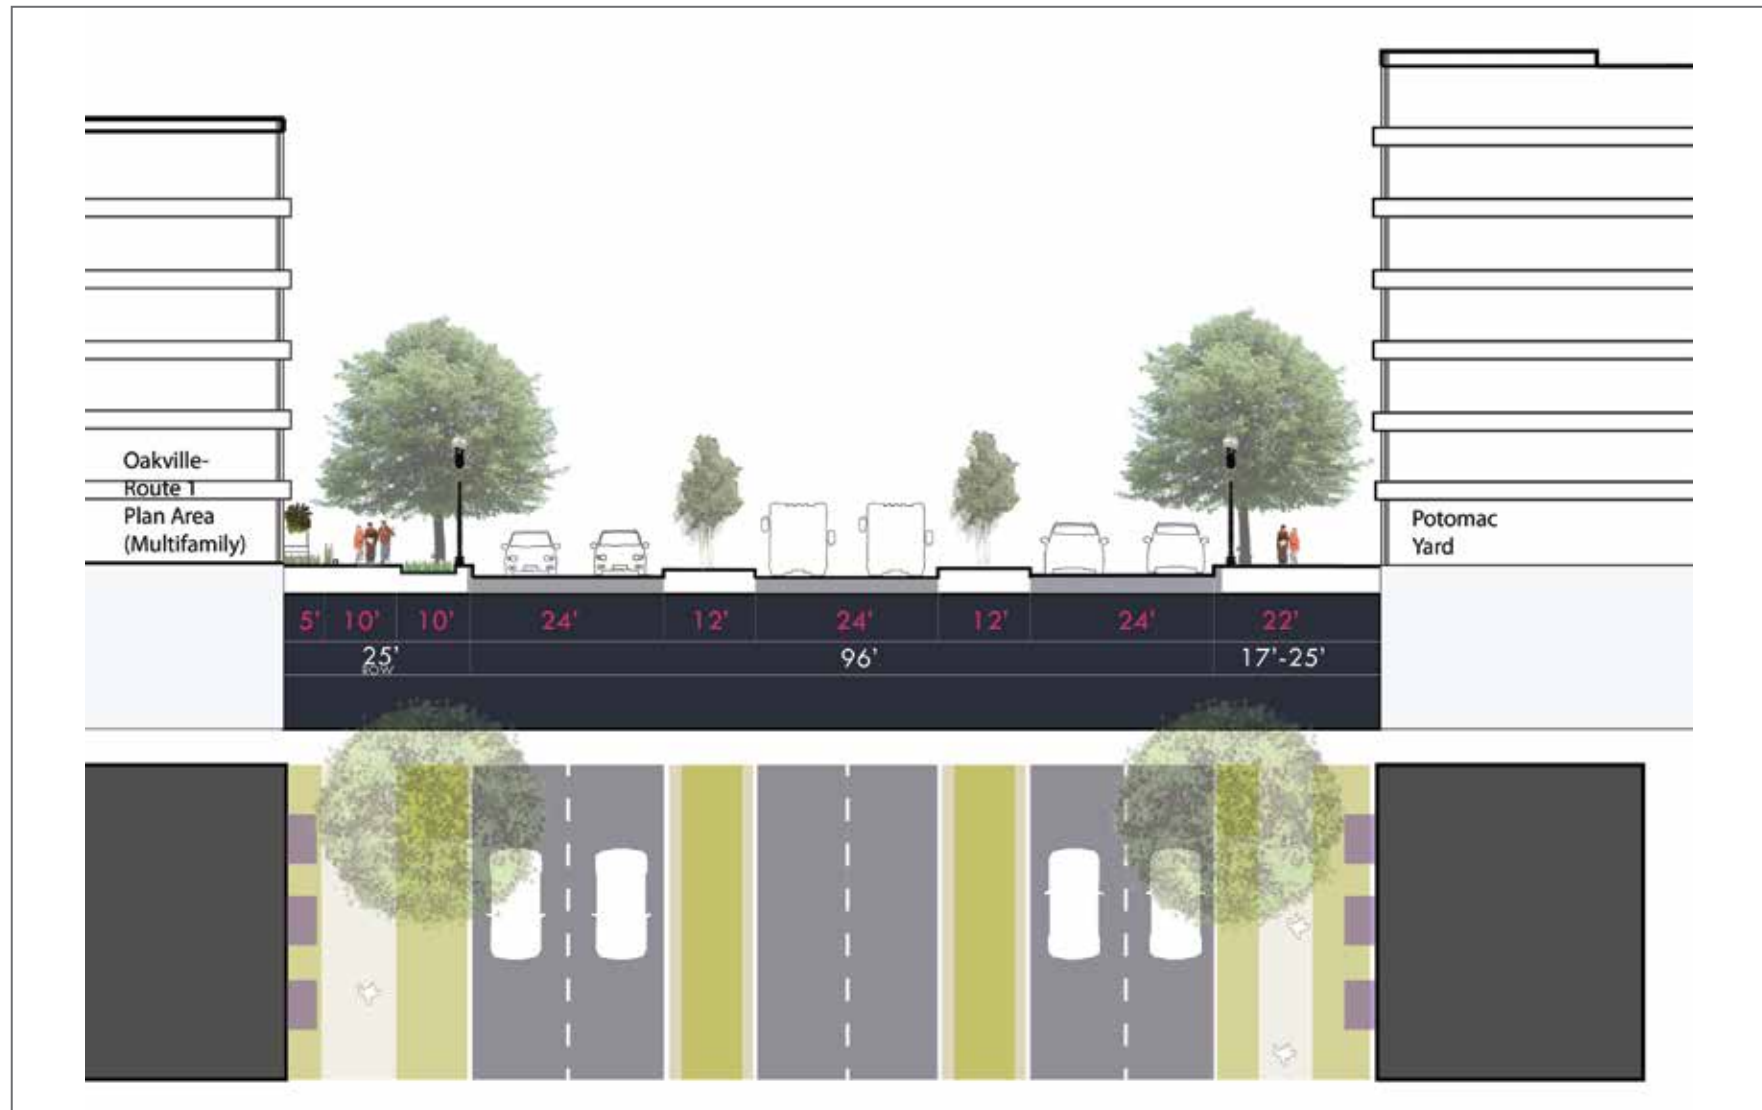 Oakville-
Route 1
Plan Area
(Multifamily)
Potomac
Yard
5' 10' 10' 24' 12' 24' 12' 24' 22'
25' 96' 17'-25'
ROW